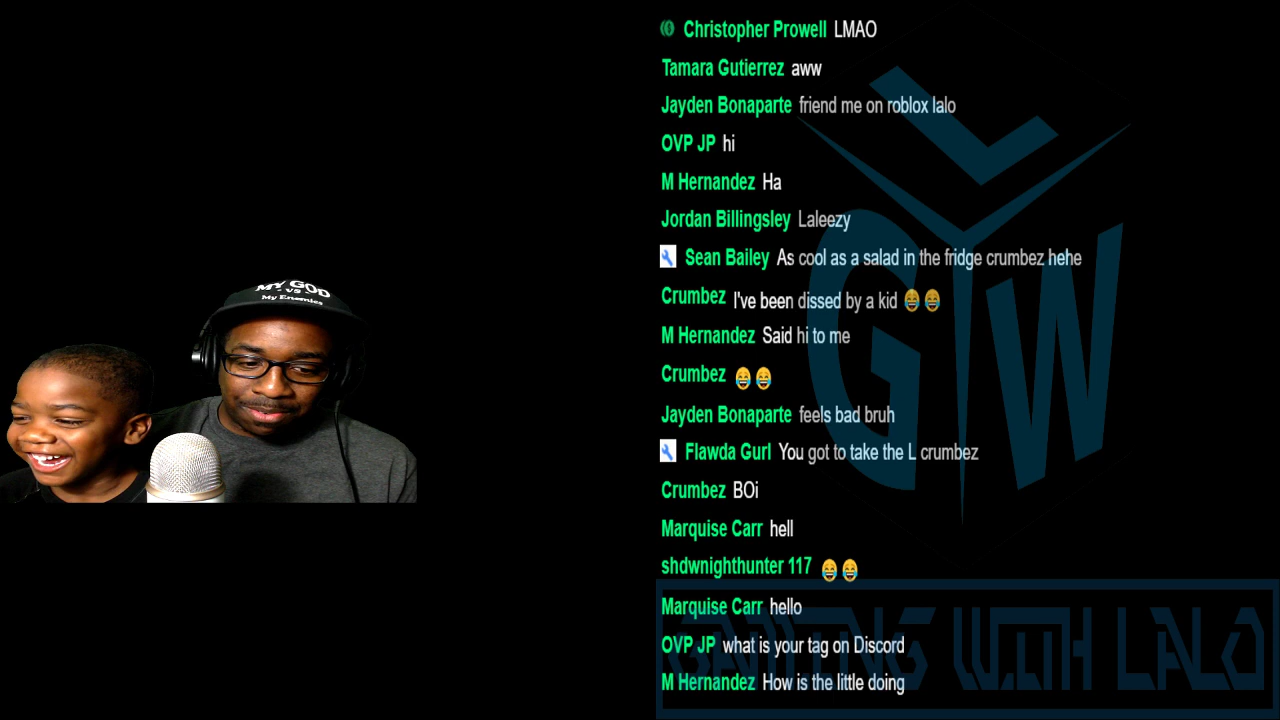 MY GOD
- VS -
My Enemies
Christopher Prowell LMAO
Tamara Gutierrez aww
Jayden Bonaparte friend me on roblox lalo
OVP JP hi
M Hernandez Ha
Jordan Billingsley Laleezy
Sean Bailey As cool as a salad in the fridge crumbez hehe
Crumbez I've been dissed by a kid 😂😂
M Hernandez Said hi to me
Crumbez 😂😂
Jayden Bonaparte feels bad bruh
Flawda Gurl You got to take the L crumbez
Crumbez BOi
Marquise Carr hell
shdwnighthunter 117 😂😂
Marquise Carr hello
OVP JP what is your tag on Discord
M Hernandez How is the little doing
L
G W
GAMING WITH LALO